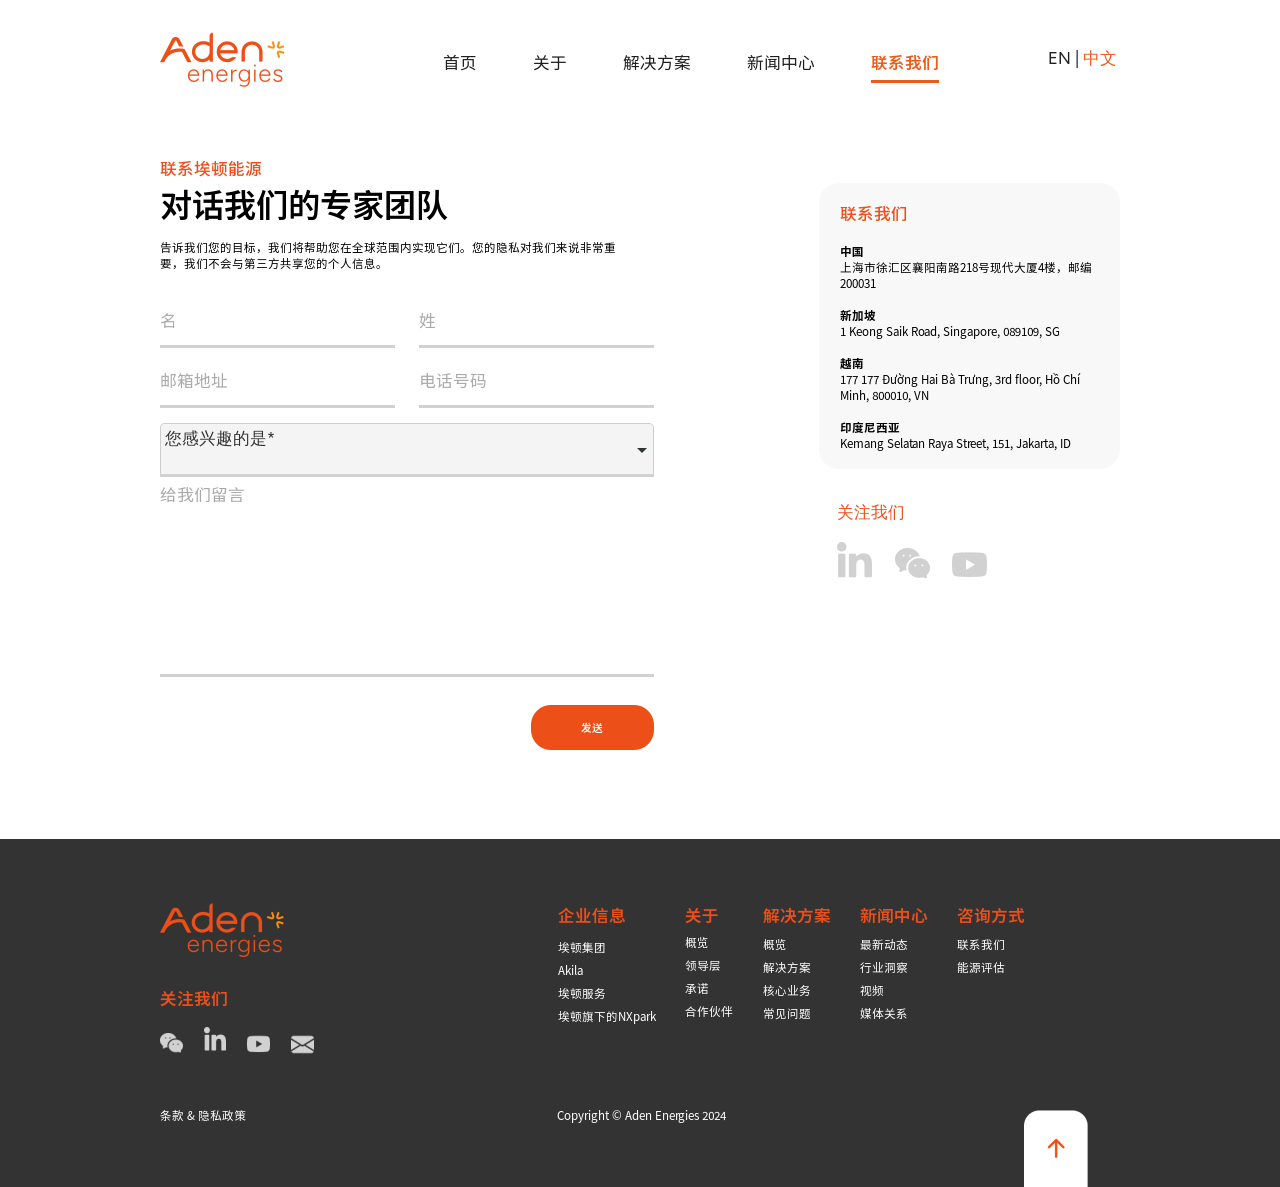 Aden
energies
首页
关于
解决方案
新闻中心
联系我们
EN | 中文
联系埃顿能源
对话我们的专家团队
告诉我们您的目标，我们将帮助您在全球范围内实现它们。您的隐私对我们来说非常重
要，我们不会与第三方共享您的个人信息。
名
姓
邮箱地址
电话号码
您感兴趣的是*
给我们留言
发送
联系我们
中国
上海市徐汇区襄阳南路218号现代大厦4楼，邮编
200031
新加坡
1 Keong Saik Road, Singapore, 089109, SG
越南
177 177 Đường Hai Bà Trưng, 3rd floor, Hồ Chí
Minh, 800010, VN
印度尼西亚
Kemang Selatan Raya Street, 151, Jakarta, ID
关注我们
in
Aden
energies
关注我们
in
企业信息
埃顿集团
Akila
埃顿服务
埃顿旗下的NXpark
关于
概览
领导层
承诺
合作伙伴
解决方案
概览
解决方案
核心业务
常见问题
新闻中心
最新动态
行业洞察
视频
媒体关系
咨询方式
联系我们
能源评估
条款 & 隐私政策
Copyright © Aden Energies 2024